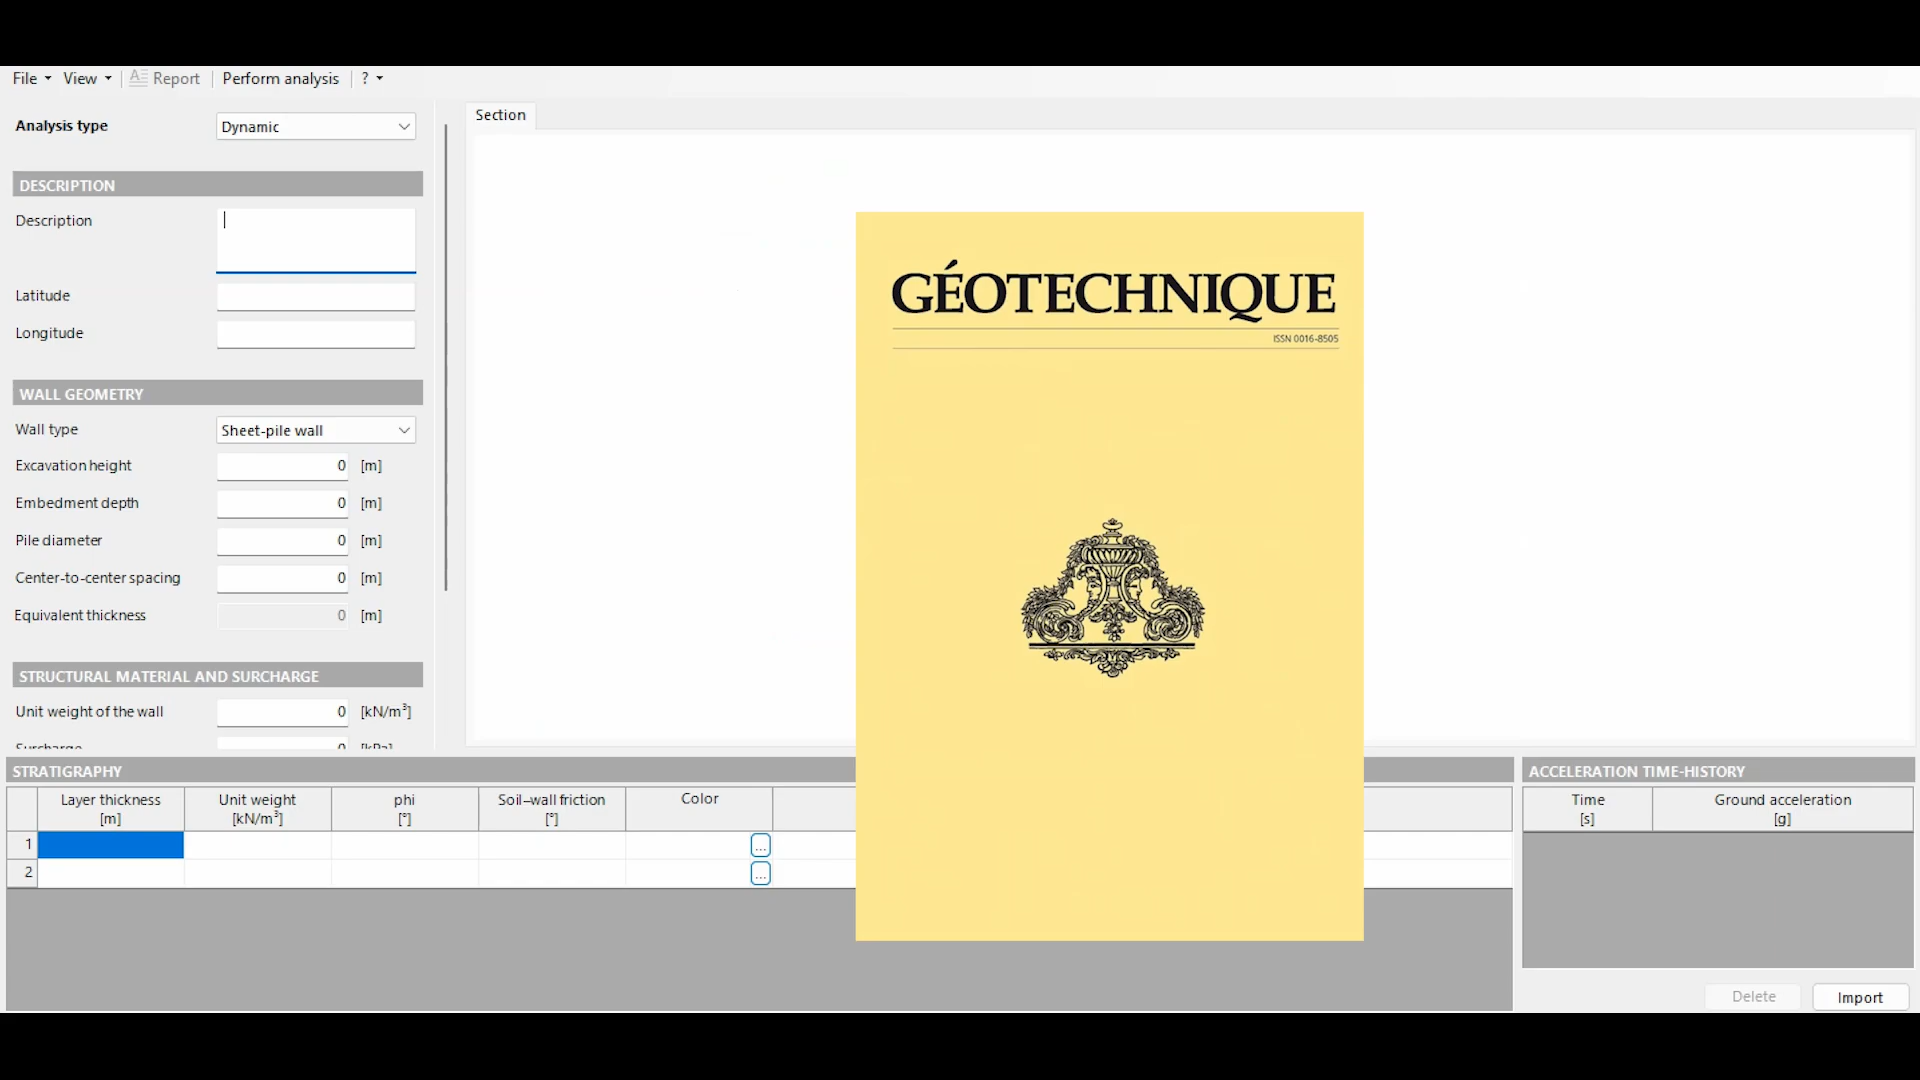 File View Report Perform analysis ?
Analysis type Dynamic
Section
DESCRIPTION
Description
Latitude
Longitude
WALL GEOMETRY
Wall type Sheet-pile wall
Excavation height 0 [m]
Embedment depth 0 [m]
Pile diameter 0 [m]
Center-to-center spacing 0 [m]
Equivalent thickness 0 [m]
STRUCTURAL MATERIAL AND SURCHARGE
Unit weight of the wall 0 [kN/m³]
Surcharge 0 [kPa]
GÉOTECHNIQUE
ISSN 0016-8505
STRATIGRAPHY
Layer thickness [m]
Unit weight [kN/m³]
phi [°]
Soil–wall friction [°]
Color
1 ...
2 ...
ACCELERATION TIME-HISTORY
Time [s]
Ground acceleration [g]
Delete Import